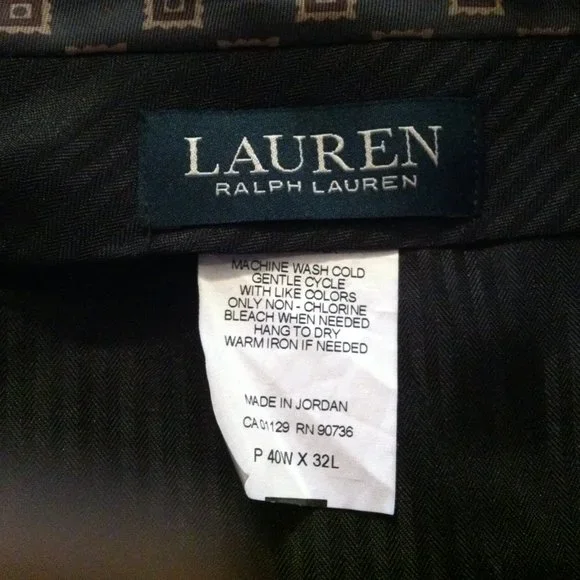 LAUREN
RALPH LAUREN
MACHINE WASH COLD
GENTLE CYCLE
WITH LIKE COLORS
ONLY NON - CHLORINE
BLEACH WHEN NEEDED
HANG TO DRY
WARM IRON IF NEEDED
MADE IN JORDAN
CA 01129 RN 90736
P 40W X 32L